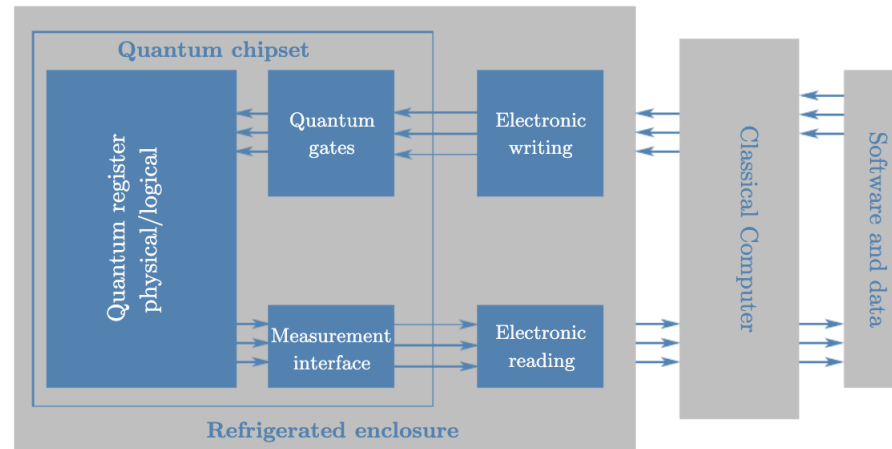 Quantum chipset
Quantum register
physical/logical
Quantum
gates
Electronic
writing
Measurement
interface
Electronic
reading
Refrigerated enclosure
Classical Computer
Software and data